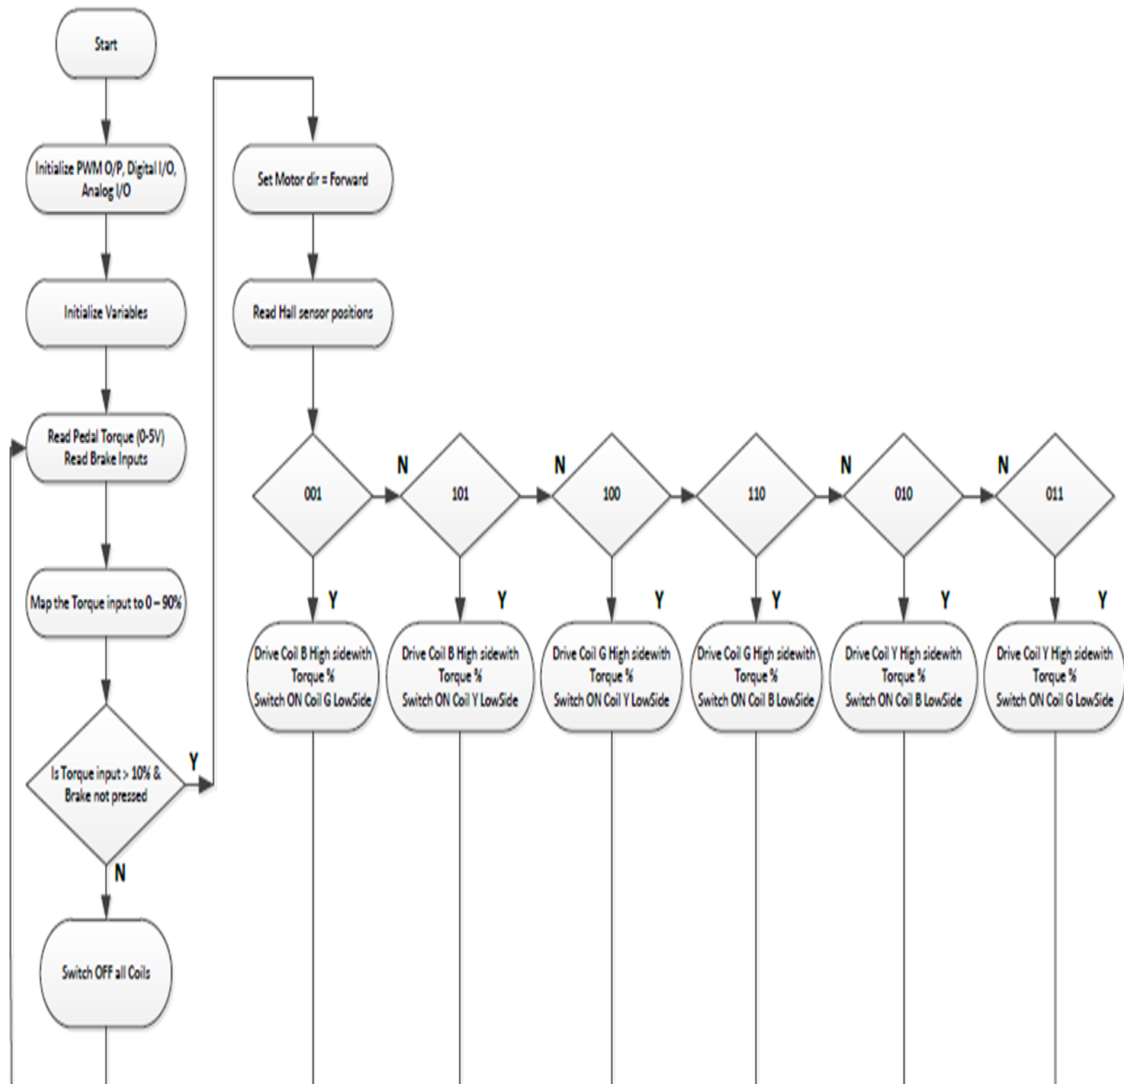 Start
Initialize PWM O/P, Digital I/O,
Analog I/O
Initialize Variables
Read Pedal Torque (0-5V)
Read Brake Inputs
Map the Torque input to 0 – 90%
Is Torque input > 10% &
Brake not pressed
Y
N
Switch OFF all Coils
Set Motor dir = Forward
Read Hall sensor positions
001
N
101
N
100
110
N
010
N
011
Y
Y
Y
Y
Y
Y
Drive Coil B High sidewith
Torque %
Switch ON Coil G LowSide
Drive Coil B High sidewith
Torque %
Switch ON Coil Y LowSide
Drive Coil G High sidewith
Torque %
Switch ON Coil Y LowSide
Drive Coil G High sidewith
Torque %
Switch ON Coil B LowSide
Drive Coil Y High sidewith
Torque %
Switch ON Coil B LowSide
Drive Coil Y High sidewith
Torque %
Switch ON Coil G LowSide